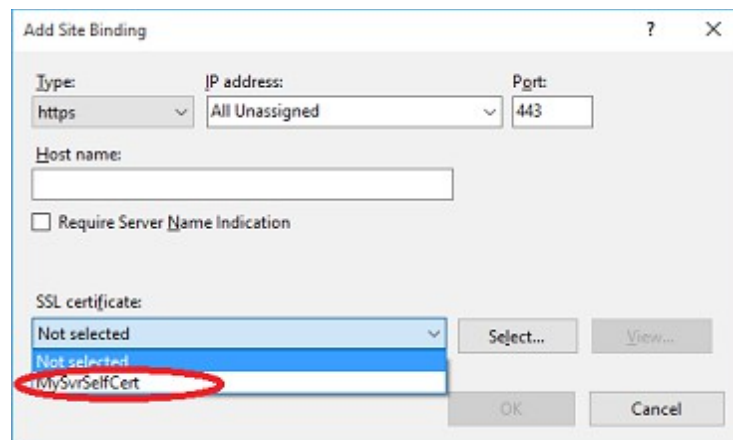 Add Site Binding ? X
Type: IP address: Port:
https All Unassigned 443
Host name:
Require Server Name Indication
SSL certificate:
Not selected Select... View...
Not selected
MySvrSelfCert
OK Cancel